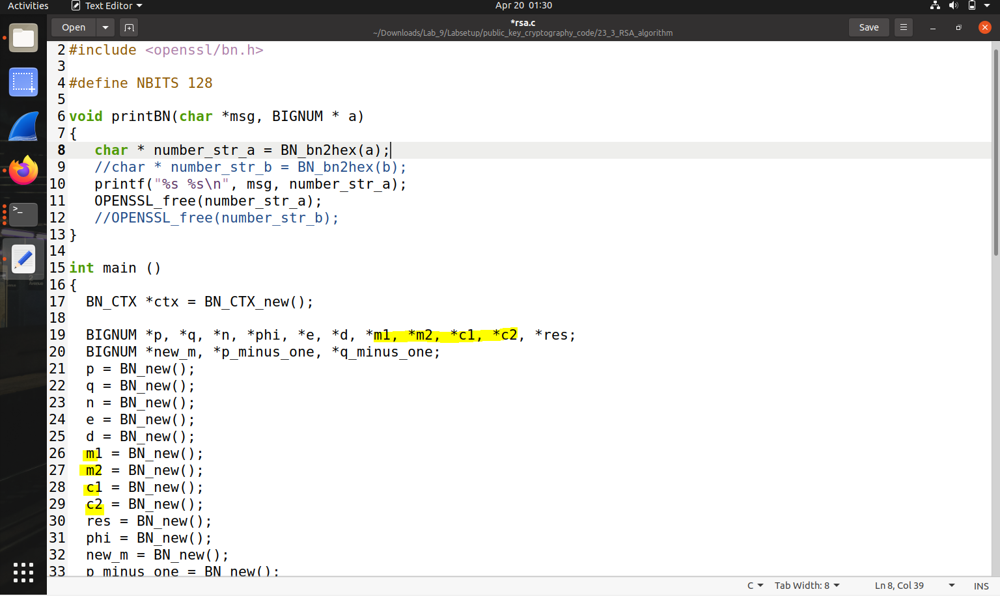 Activities Text Editor Apr 20 01:30
Open *rsa.c Save
~/Downloads/Lab_9/Labsetup/public_key_cryptography_code/23_3_RSA_algorithm
2 #include <openssl/bn.h>
3
4 #define NBITS 128
5
6 void printBN(char *msg, BIGNUM * a)
7 {
8    char * number_str_a = BN_bn2hex(a);
9    //char * number_str_b = BN_bn2hex(b);
10    printf("%s %s\n", msg, number_str_a);
11    OPENSSL_free(number_str_a);
12    //OPENSSL_free(number_str_b);
13 }
14
15 int main ()
16 {
17   BN_CTX *ctx = BN_CTX_new();
18
19   BIGNUM *p, *q, *n, *phi, *e, *d, *m1, *m2, *c1, *c2, *res;
20   BIGNUM *new_m, *p_minus_one, *q_minus_one;
21   p = BN_new();
22   q = BN_new();
23   n = BN_new();
24   e = BN_new();
25   d = BN_new();
26   m1 = BN_new();
27   m2 = BN_new();
28   c1 = BN_new();
29   c2 = BN_new();
30   res = BN_new();
31   phi = BN_new();
32   new_m = BN_new();
33   p_minus_one = BN_new();
C Tab Width: 8 Ln 8, Col 39 INS